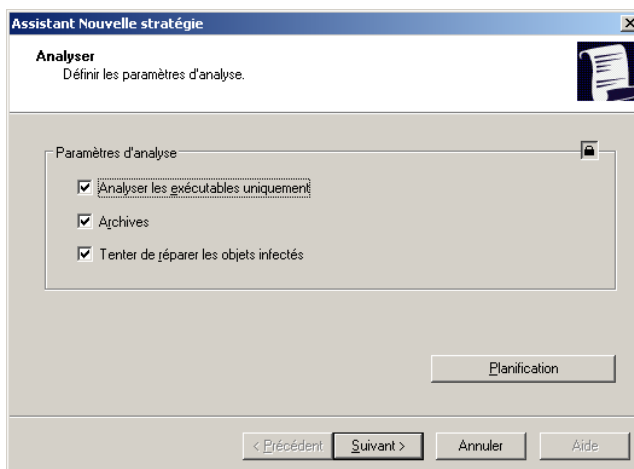 Assistant Nouvelle stratégie
Analyser
Définir les paramètres d'analyse.
Paramètres d'analyse
Analyser les exécutables uniquement
Archives
Tenter de réparer les objets infectés
Planification
< Précédent Suivant > Annuler Aide